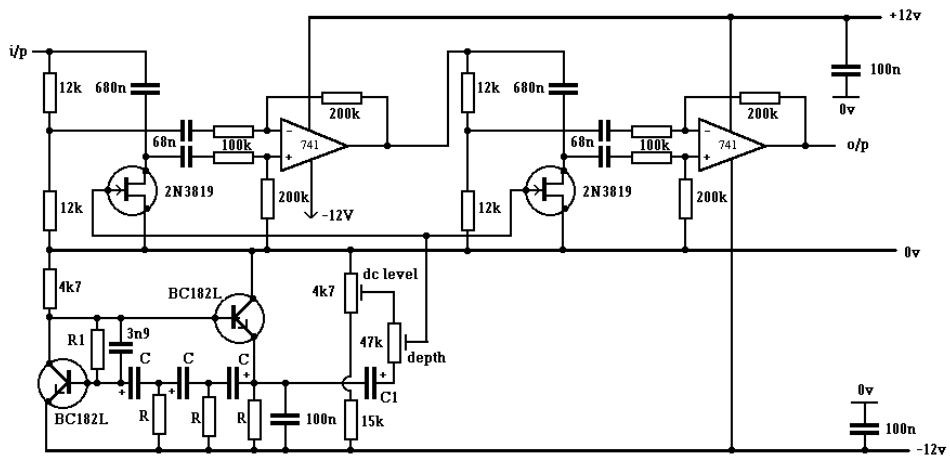 +12v
i/p
12k
680n
200k
741
68n
100k
2N3819
200k
-12V
12k
12k
680n
200k
741
68n
100k
2N3819
200k
12k
100n
0v
o/p
0v
4k7
BC182L
R1
3n9
C
C
C
BC182L
R
R
R
100n
4k7
dc level
47k
depth
C1
15k
0v
100n
-12v
+
+
+
+